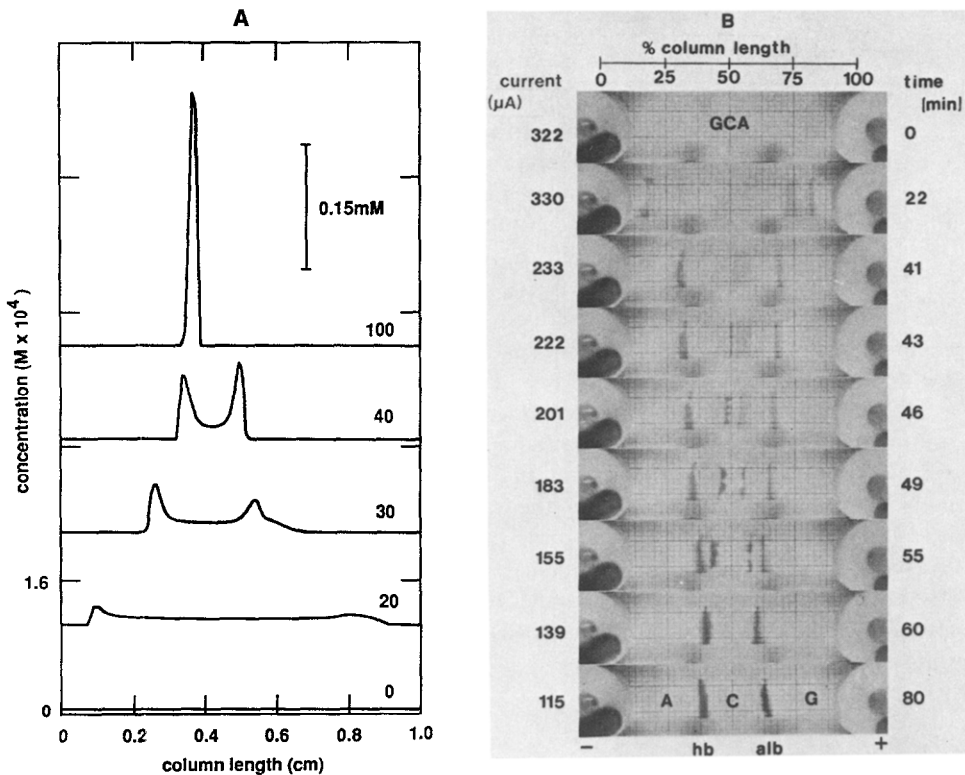 A
0.15mM
concentration (M x 10⁴)
100
40
30
1.6
20
0
0
0 0.2 0.4 0.6 0.8 1.0
column length (cm)
B
% column length
0 25 50 75 100
current
(µA)
time
[min]
322 GCA 0
330 22
233 41
222 43
201 46
183 49
155 55
139 60
115 A C G 80
− hb alb +